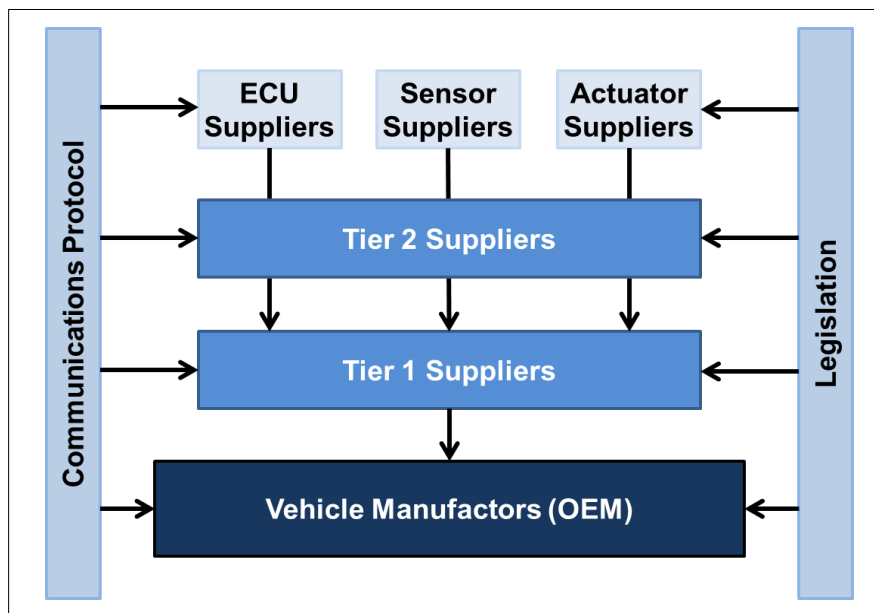 Communications Protocol
ECU
Suppliers
Sensor
Suppliers
Actuator
Suppliers
Tier 2 Suppliers
Tier 1 Suppliers
Vehicle Manufactors (OEM)
Legislation